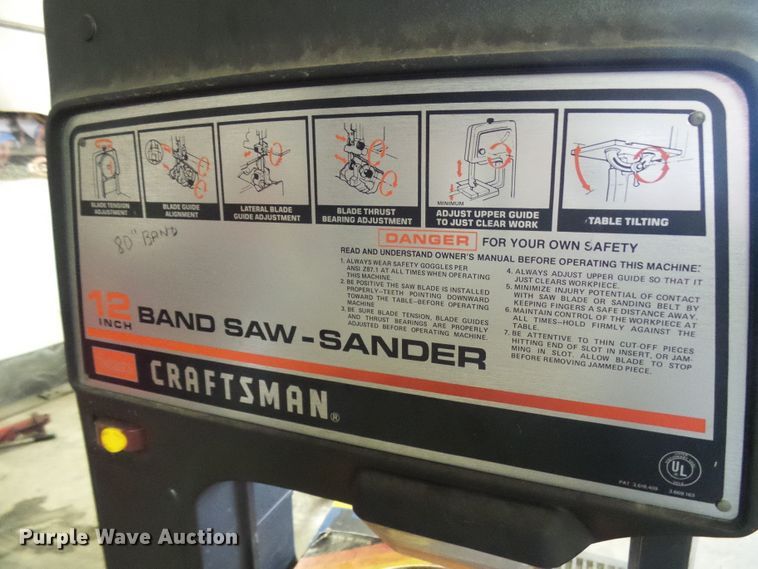 BLADE TENSION
ADJUSTMENT
BLADE GUIDE
ALIGNMENT
LATERAL BLADE
GUIDE ADJUSTMENT
BLADE THRUST
BEARING ADJUSTMENT
MINIMUM
ADJUST UPPER GUIDE
TO JUST CLEAR WORK
TABLE TILTING
80" BAND
DANGER FOR YOUR OWN SAFETY
READ AND UNDERSTAND OWNER'S MANUAL BEFORE OPERATING THIS MACHINE:
1. ALWAYS WEAR SAFETY GOGGLES PER
ANSI Z87.1 AT ALL TIMES WHEN OPERATING
THIS MACHINE.
2. BE POSITIVE THE SAW BLADE IS INSTALLED
PROPERLY—TEETH POINTING DOWNWARD
TOWARD THE TABLE—BEFORE OPERATING
MACHINE
3. BE SURE BLADE TENSION, BLADE GUIDES
AND THRUST BEARINGS ARE PROPERLY
ADJUSTED BEFORE OPERATING MACHINE.
4. ALWAYS ADJUST UPPER GUIDE SO THAT IT
JUST CLEARS WORKPIECE.
5. MINIMIZE INJURY POTENTIAL OF CONTACT
WITH SAW BLADE OR SANDING BELT BY
KEEPING FINGERS A SAFE DISTANCE AWAY.
6. MAINTAIN CONTROL OF THE WORKPIECE AT
ALL TIMES—HOLD FIRMLY AGAINST THE
TABLE.
7. BE ATTENTIVE TO THIN CUT-OFF PIECES
HITTING END OF SLOT IN INSERT, OR JAM-
MING IN SLOT. ALLOW BLADE TO STOP
BEFORE REMOVING JAMMED PIECE.
12
INCH
BAND SAW-SANDER
CRAFTSMAN®
UL
Purple Wave Auction®